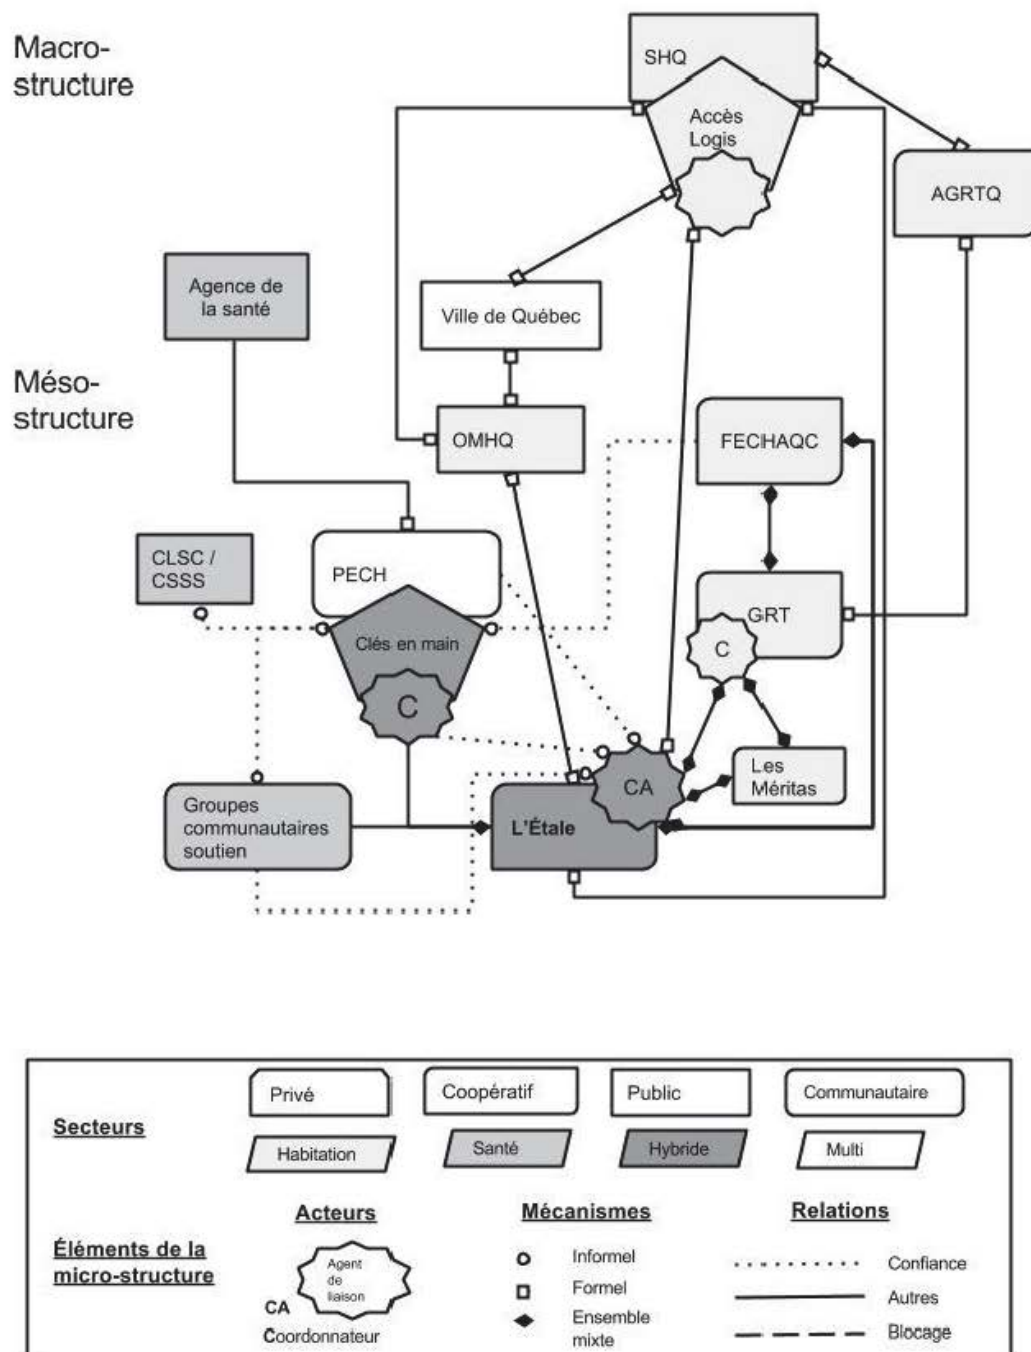 Macro-
structure
SHQ
Accès
Logis
AGRTQ
Agence de
la santé
Ville de Québec
Méso-
structure
OMHQ
FECHAQC
CLSC /
CSSS
PECH
GRT
C
Clés en main
C
Les
Méritas
CA
Groupes
communautaires
soutien
L'Étale
Secteurs
Privé
Coopératif
Public
Communautaire
Habitation
Santé
Hybride
Multi
Éléments de la
micro-structure
Acteurs
Agent
de
liaison
CA
Coordonnateur
Mécanismes
Informel
Formel
Ensemble
mixte
Relations
Confiance
Autres
Blocage